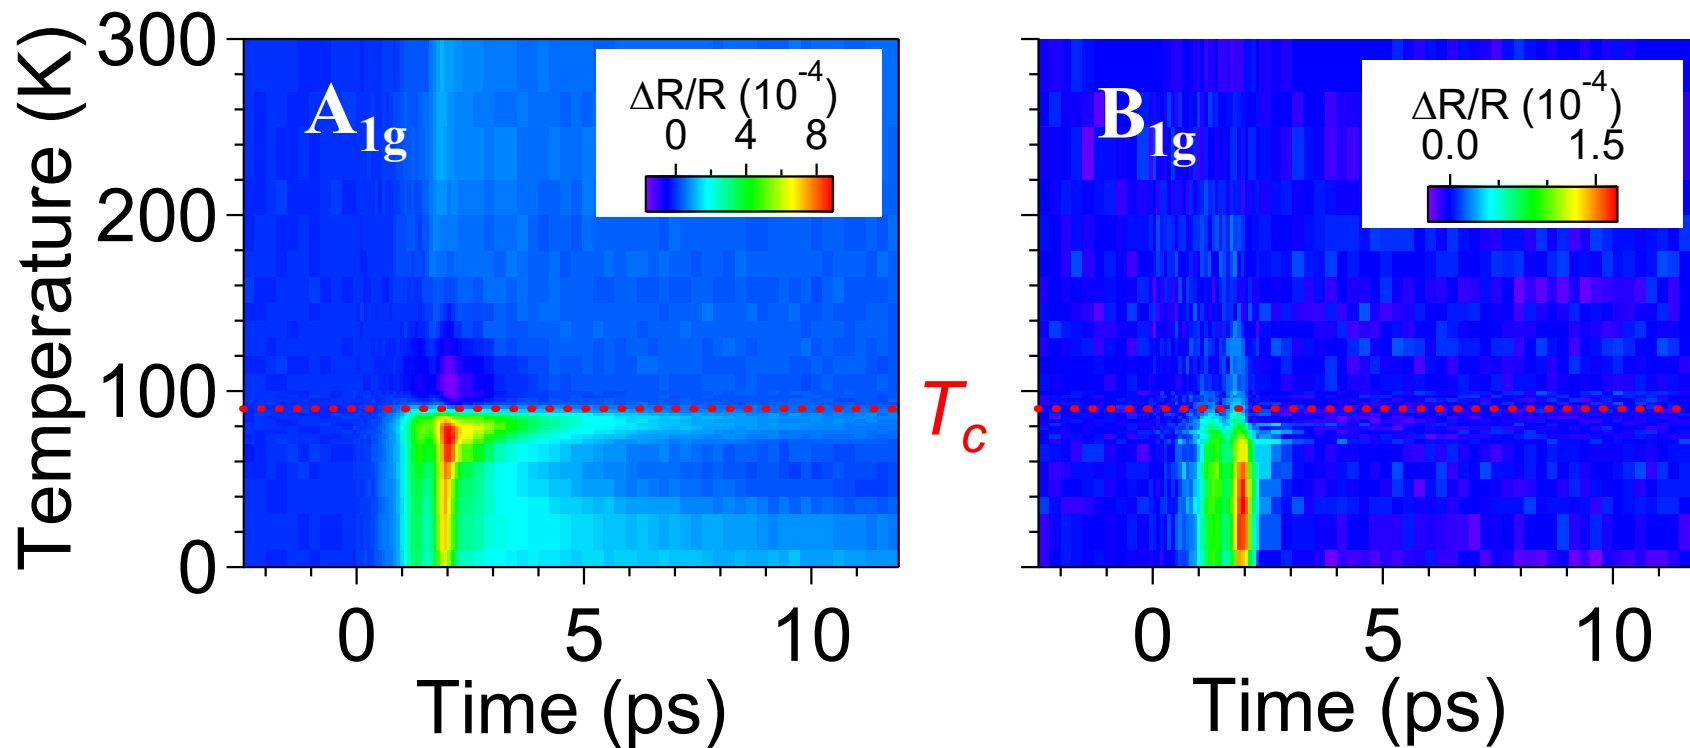 Temperature (K)
300
200
100
0
A1g
ΔR/R (10-4)
0 4 8
0 5 10
Time (ps)
Tc
B1g
ΔR/R (10-4)
0.0 1.5
0 5 10
Time (ps)